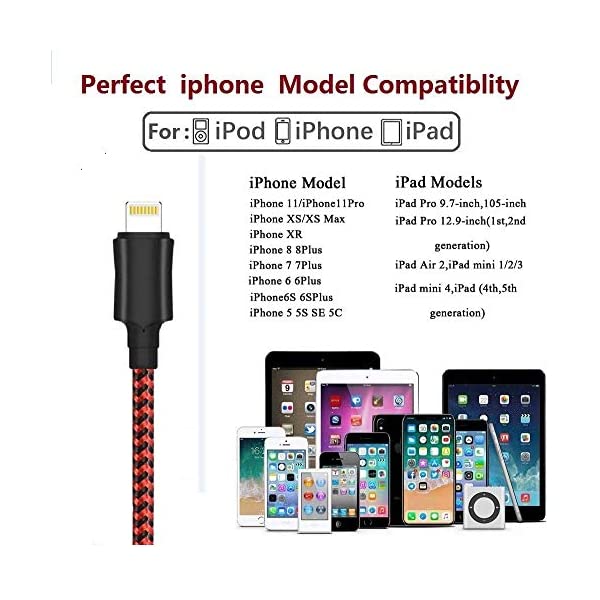 Perfect iphone Model Compatiblity
For: iPod iPhone iPad
iPhone Model
iPhone 11/iPhone11Pro
iPhone XS/XS Max
iPhone XR
iPhone 8 8Plus
iPhone 7 7Plus
iPhone 6 6Plus
iPhone6S 6SPlus
iPhone 5 5S SE 5C
iPad Models
iPad Pro 9.7-inch,105-inch
iPad Pro 12.9-inch(1st,2nd
generation)
iPad Air 2,iPad mini 1/2/3
iPad mini 4,iPad (4th,5th
generation)